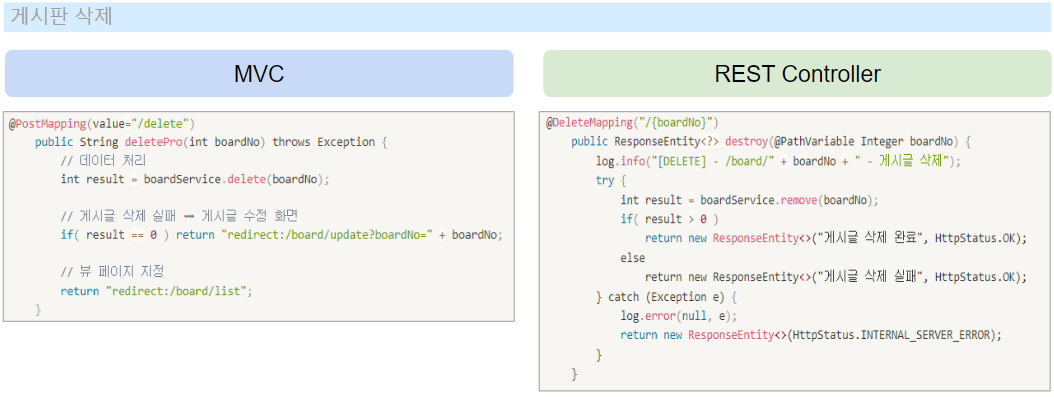 게시판 삭제
MVC
@PostMapping(value="/delete")
public String deletePro(int boardNo) throws Exception {
// 데이터 처리
int result = boardService.delete(boardNo);
// 게시글 삭제 실패 ➡ 게시글 수정 화면
if( result == 0 ) return "redirect:/board/update?boardNo=" + boardNo;
// 뷰 페이지 지정
return "redirect:/board/list";
}
REST Controller
@DeleteMapping("/{boardNo}")
public ResponseEntity<?> destroy(@PathVariable Integer boardNo) {
log.info("[DELETE] - /board/" + boardNo + " - 게시글 삭제");
try {
int result = boardService.remove(boardNo);
if( result > 0 )
return new ResponseEntity<>("게시글 삭제 완료", HttpStatus.OK);
else
return new ResponseEntity<>("게시글 삭제 실패", HttpStatus.OK);
} catch (Exception e) {
log.error(null, e);
return new ResponseEntity<>(HttpStatus.INTERNAL_SERVER_ERROR);
}
}